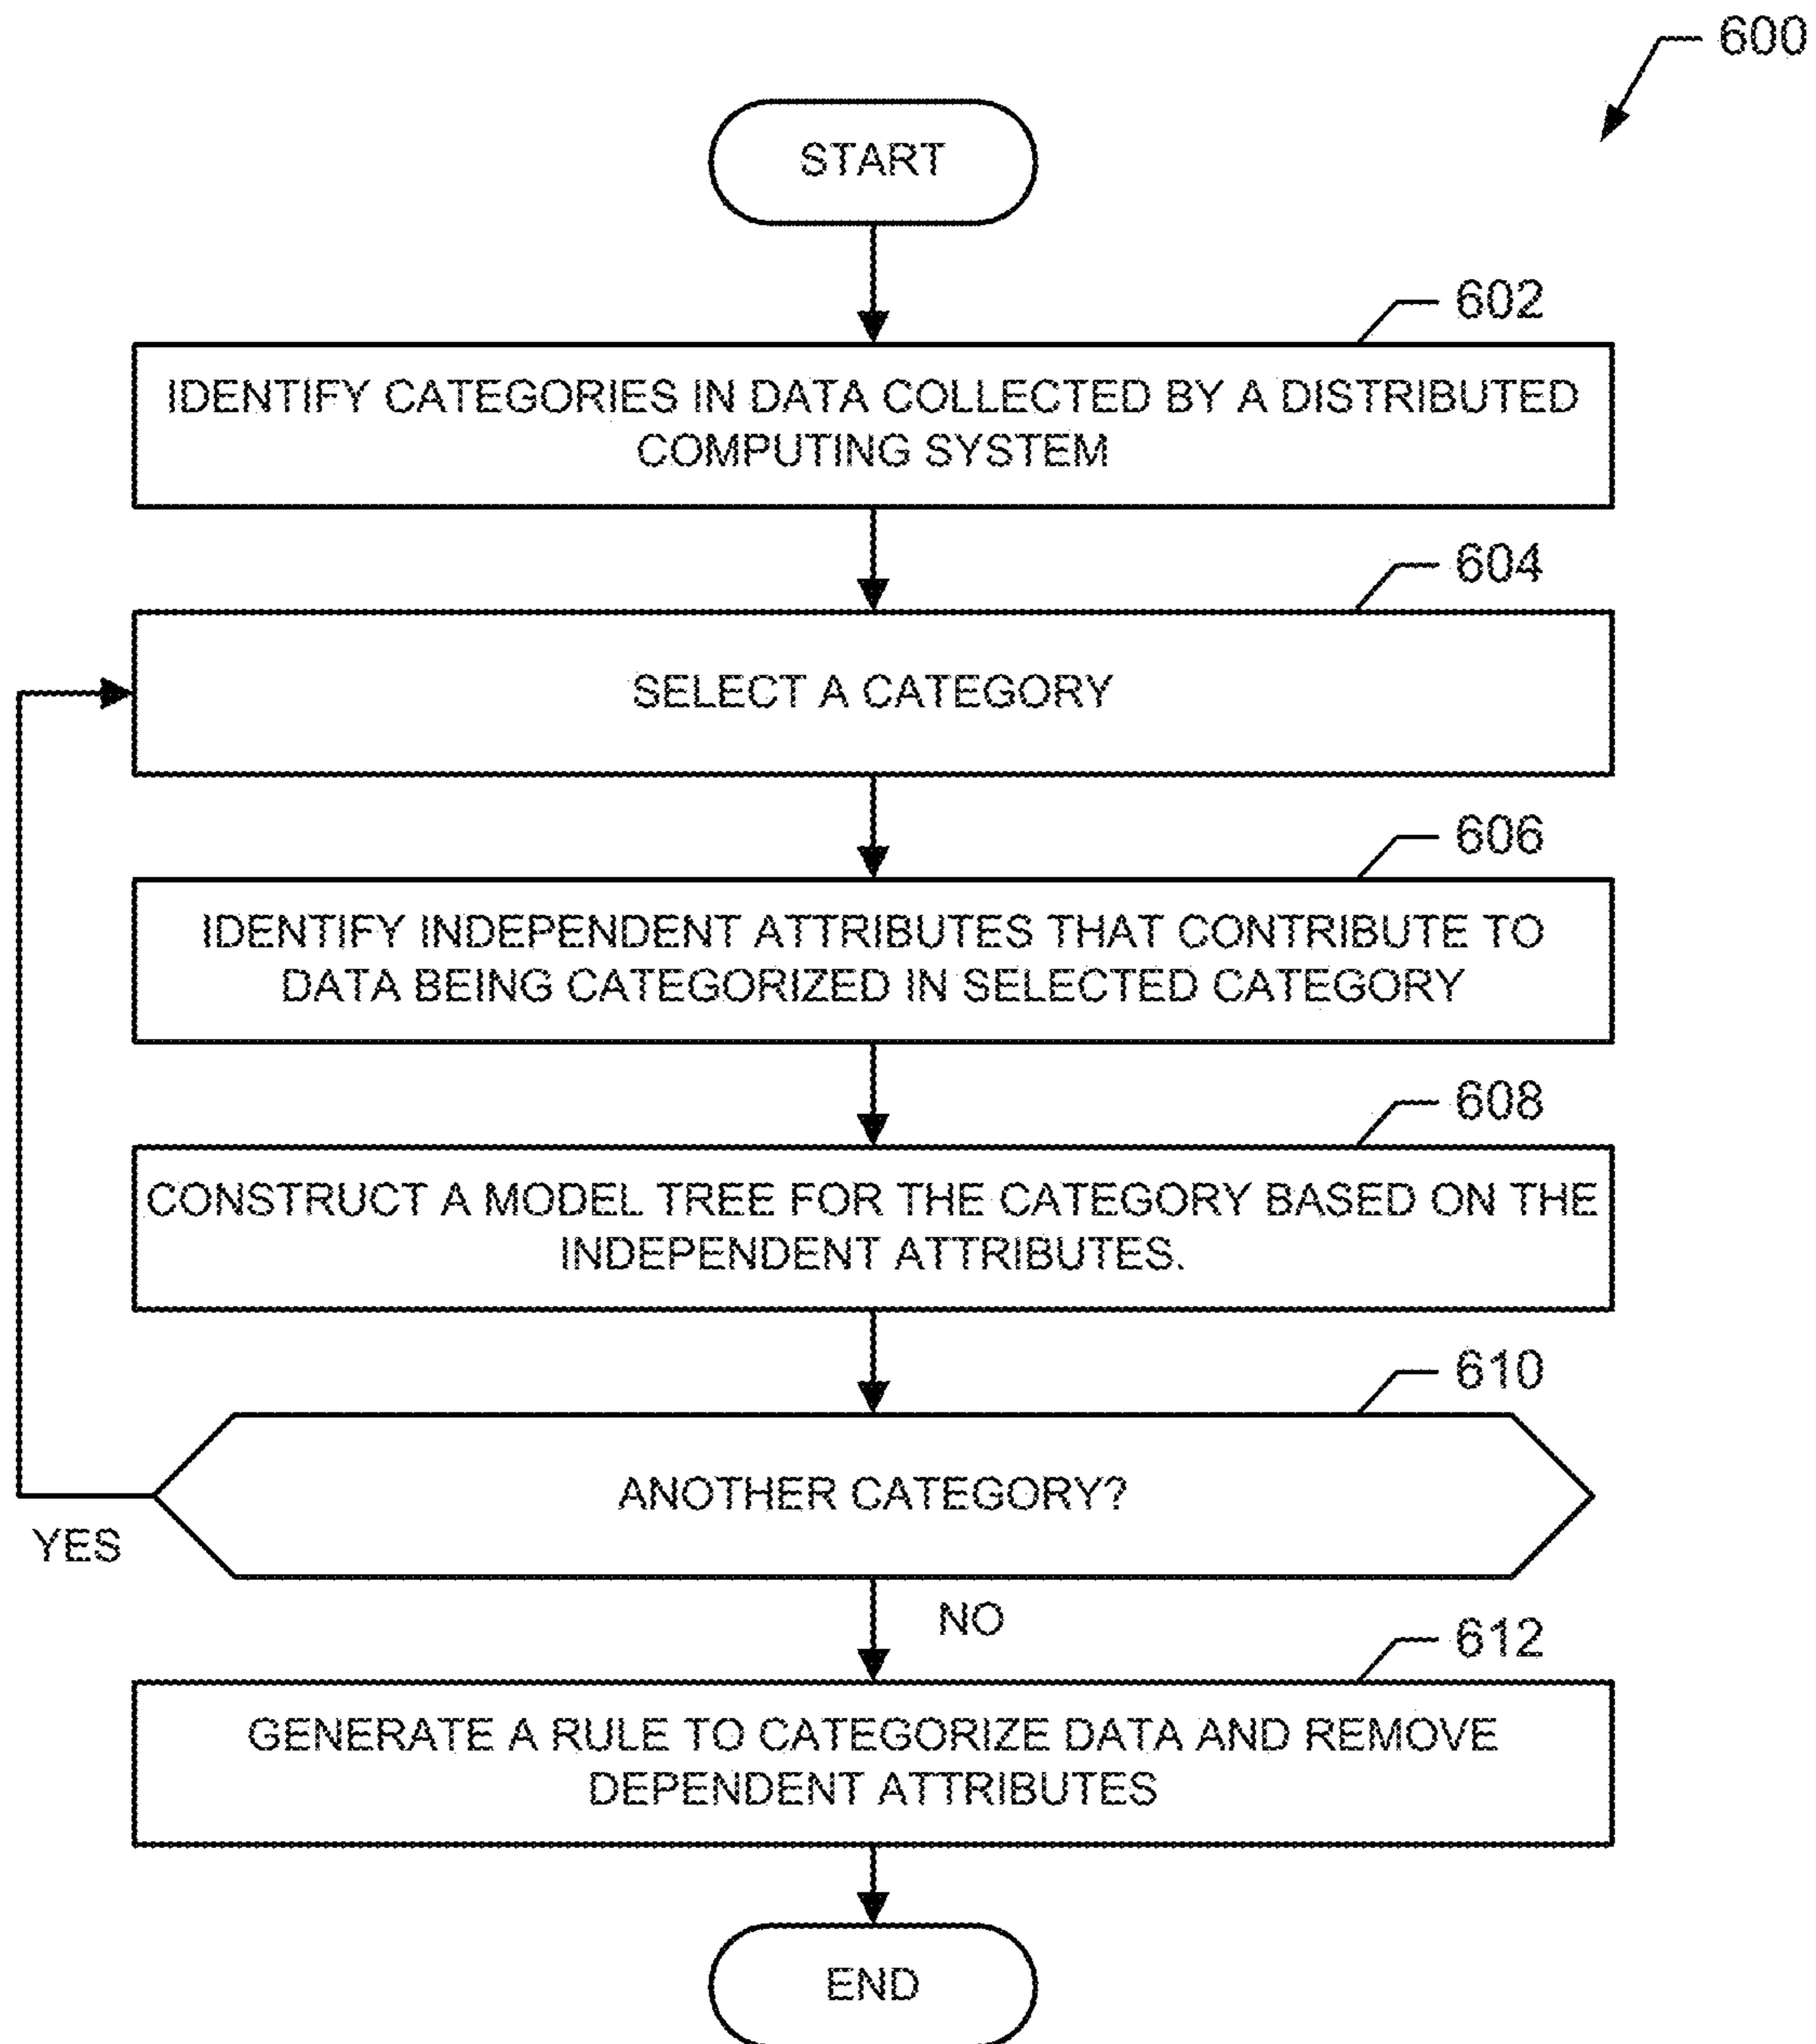 600
START
602
IDENTIFY CATEGORIES IN DATA COLLECTED BY A DISTRIBUTED
COMPUTING SYSTEM
604
SELECT A CATEGORY
606
IDENTIFY INDEPENDENT ATTRIBUTES THAT CONTRIBUTE TO
DATA BEING CATEGORIZED IN SELECTED CATEGORY
608
CONSTRUCT A MODEL TREE FOR THE CATEGORY BASED ON THE
INDEPENDENT ATTRIBUTES.
610
ANOTHER CATEGORY?
YES
NO
612
GENERATE A RULE TO CATEGORIZE DATA AND REMOVE
DEPENDENT ATTRIBUTES
END